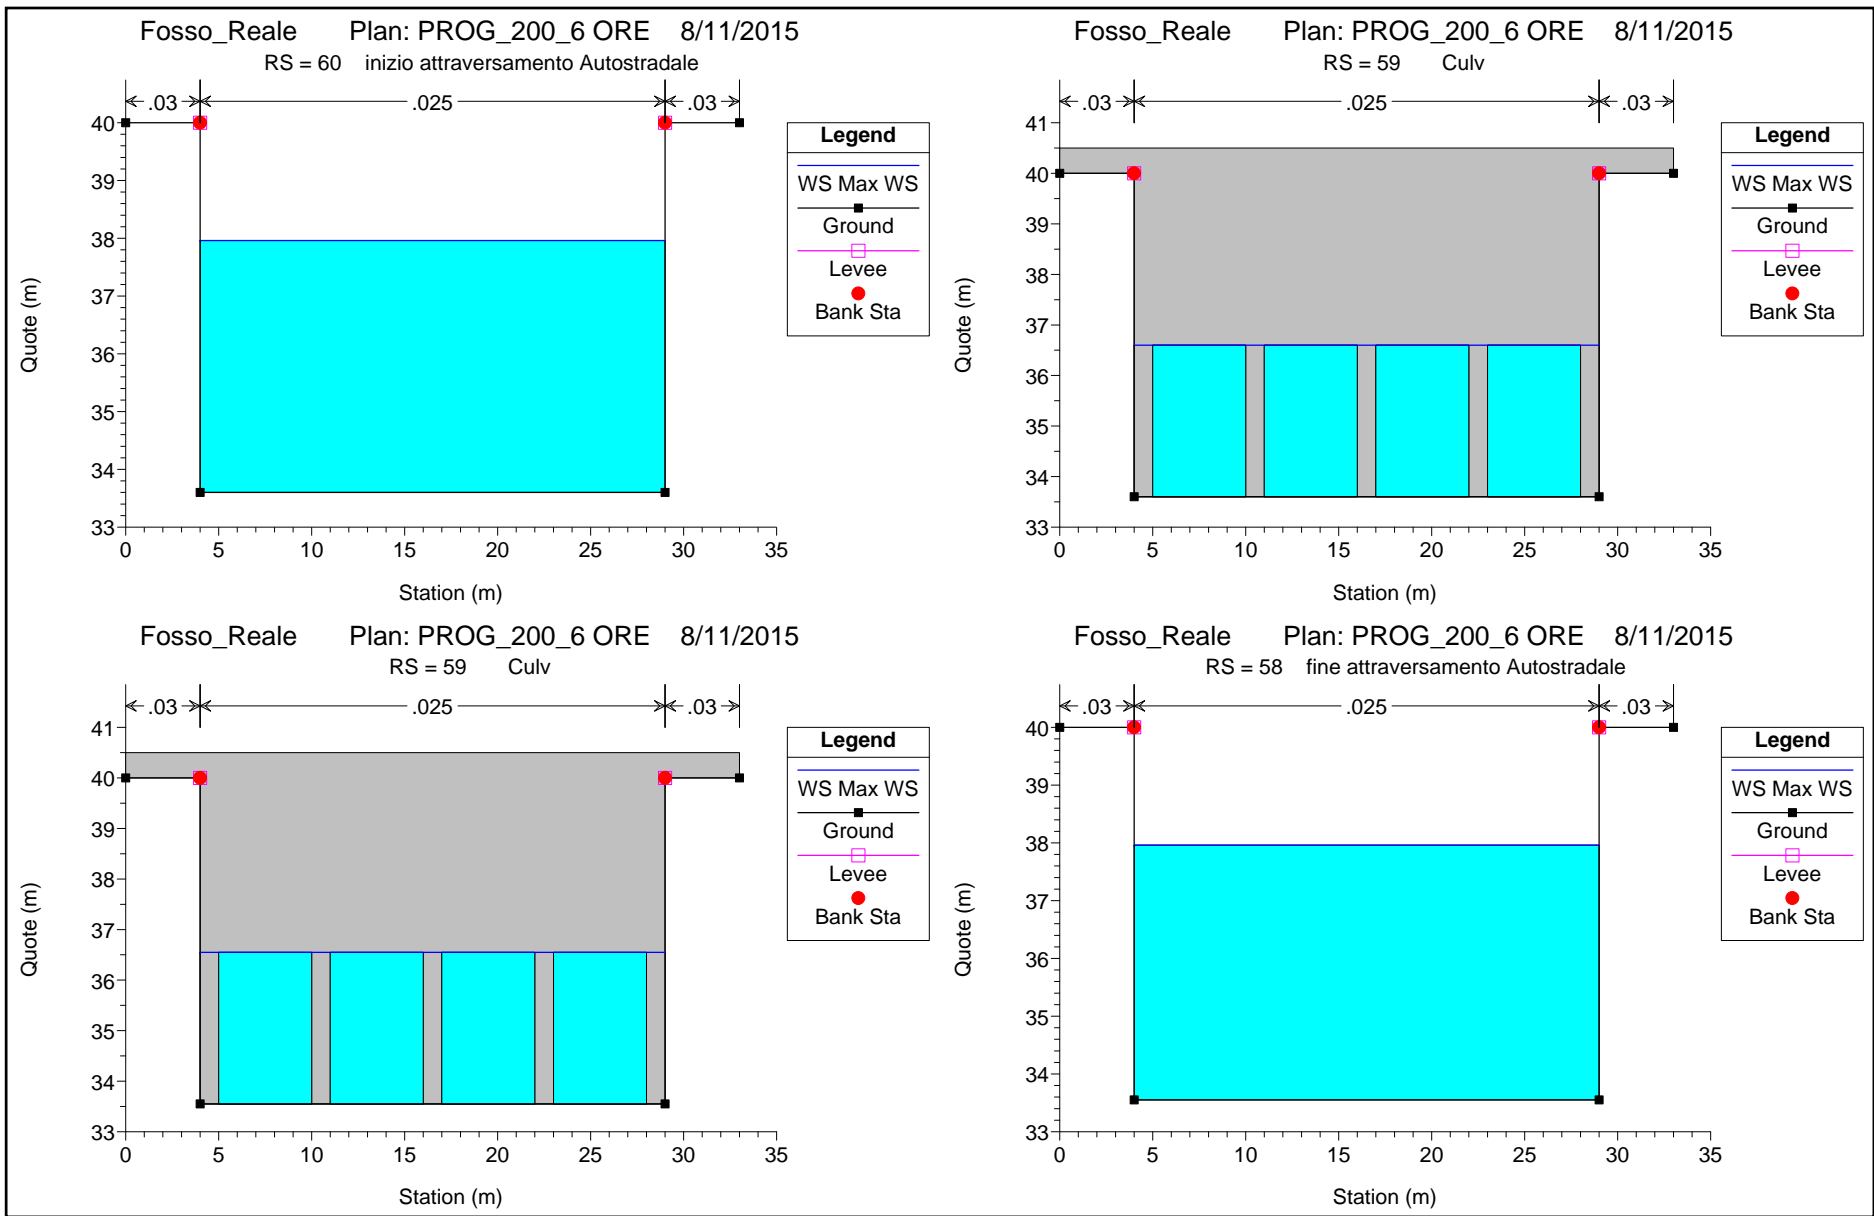 Fosso_Reale Plan: PROG_200_6 ORE 8/11/2015
RS = 60 inizio attraversamento Autostradale
.03 .025 .03
40
39
38
37
36
35
34
33
0 5 10 15 20 25 30 35
Station (m)
Quote (m)
Legend
WS Max WS
Ground
Levee
Bank Sta
Fosso_Reale Plan: PROG_200_6 ORE 8/11/2015
RS = 59 Culv
.03 .025 .03
41
40
39
38
37
36
35
34
33
0 5 10 15 20 25 30 35
Station (m)
Quote (m)
Legend
WS Max WS
Ground
Levee
Bank Sta
Fosso_Reale Plan: PROG_200_6 ORE 8/11/2015
RS = 59 Culv
.03 .025 .03
41
40
39
38
37
36
35
34
33
0 5 10 15 20 25 30 35
Station (m)
Quote (m)
Legend
WS Max WS
Ground
Levee
Bank Sta
Fosso_Reale Plan: PROG_200_6 ORE 8/11/2015
RS = 58 fine attraversamento Autostradale
.03 .025 .03
40
39
38
37
36
35
34
33
0 5 10 15 20 25 30 35
Station (m)
Quote (m)
Legend
WS Max WS
Ground
Levee
Bank Sta